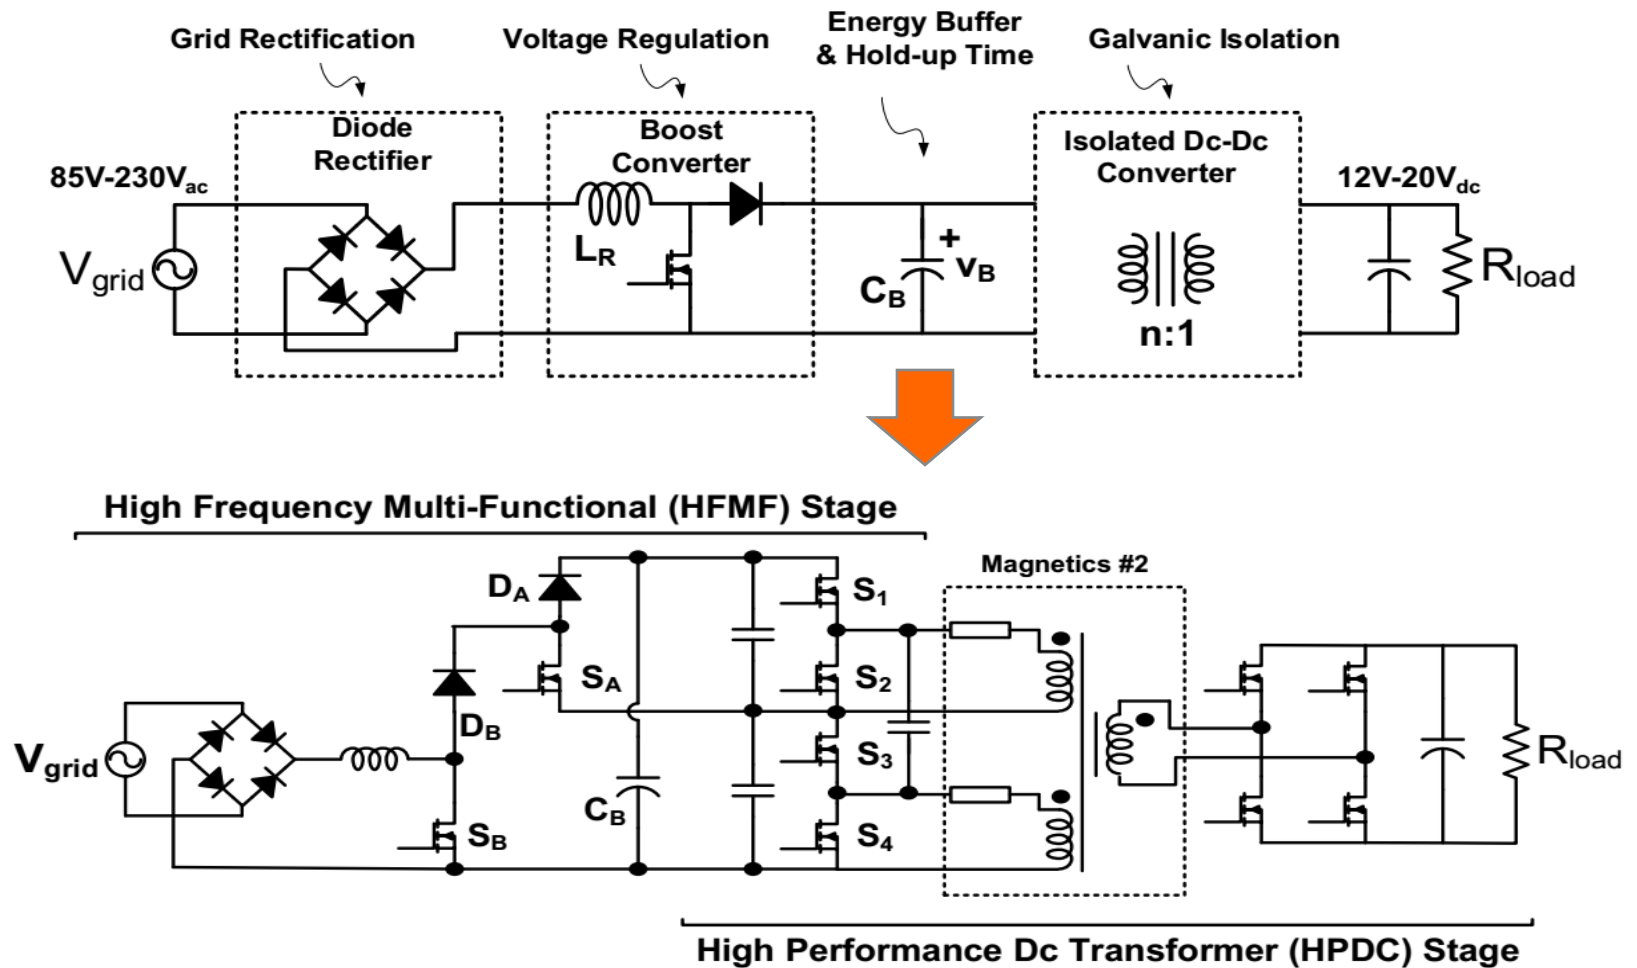 Grid Rectification
Voltage Regulation
Energy Buffer
& Hold-up Time
Galvanic Isolation
Diode
Rectifier
Boost
Converter
Isolated Dc-Dc
Converter
85V-230Vac
12V-20Vdc
Vgrid
LR
CB
+
vB
n:1
Rload
High Frequency Multi-Functional (HFMF) Stage
Magnetics #2
DA
S1
SA
S2
DB
Vgrid
S3
Rload
CB
SB
S4
High Performance Dc Transformer (HPDC) Stage